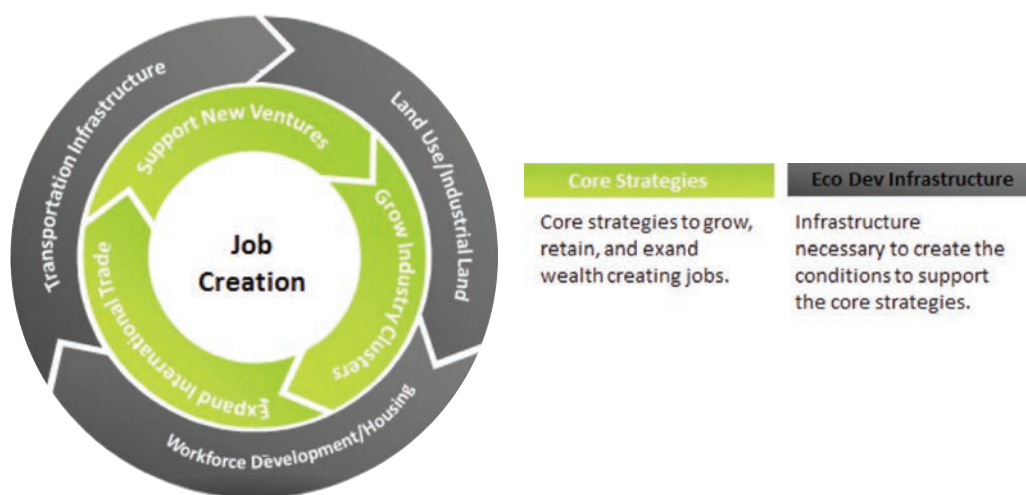 Transportation Infrastructure
Land Use/Industrial Land
Workforce Development/Housing
Support New Ventures
Grow Industry Clusters
Expand International Trade
Job
Creation
Core Strategies
Core strategies to grow,
retain, and exand
wealth creating jobs.
Eco Dev Infrastructure
Infrastructure
necessary to create the
conditions to support
the core strategies.